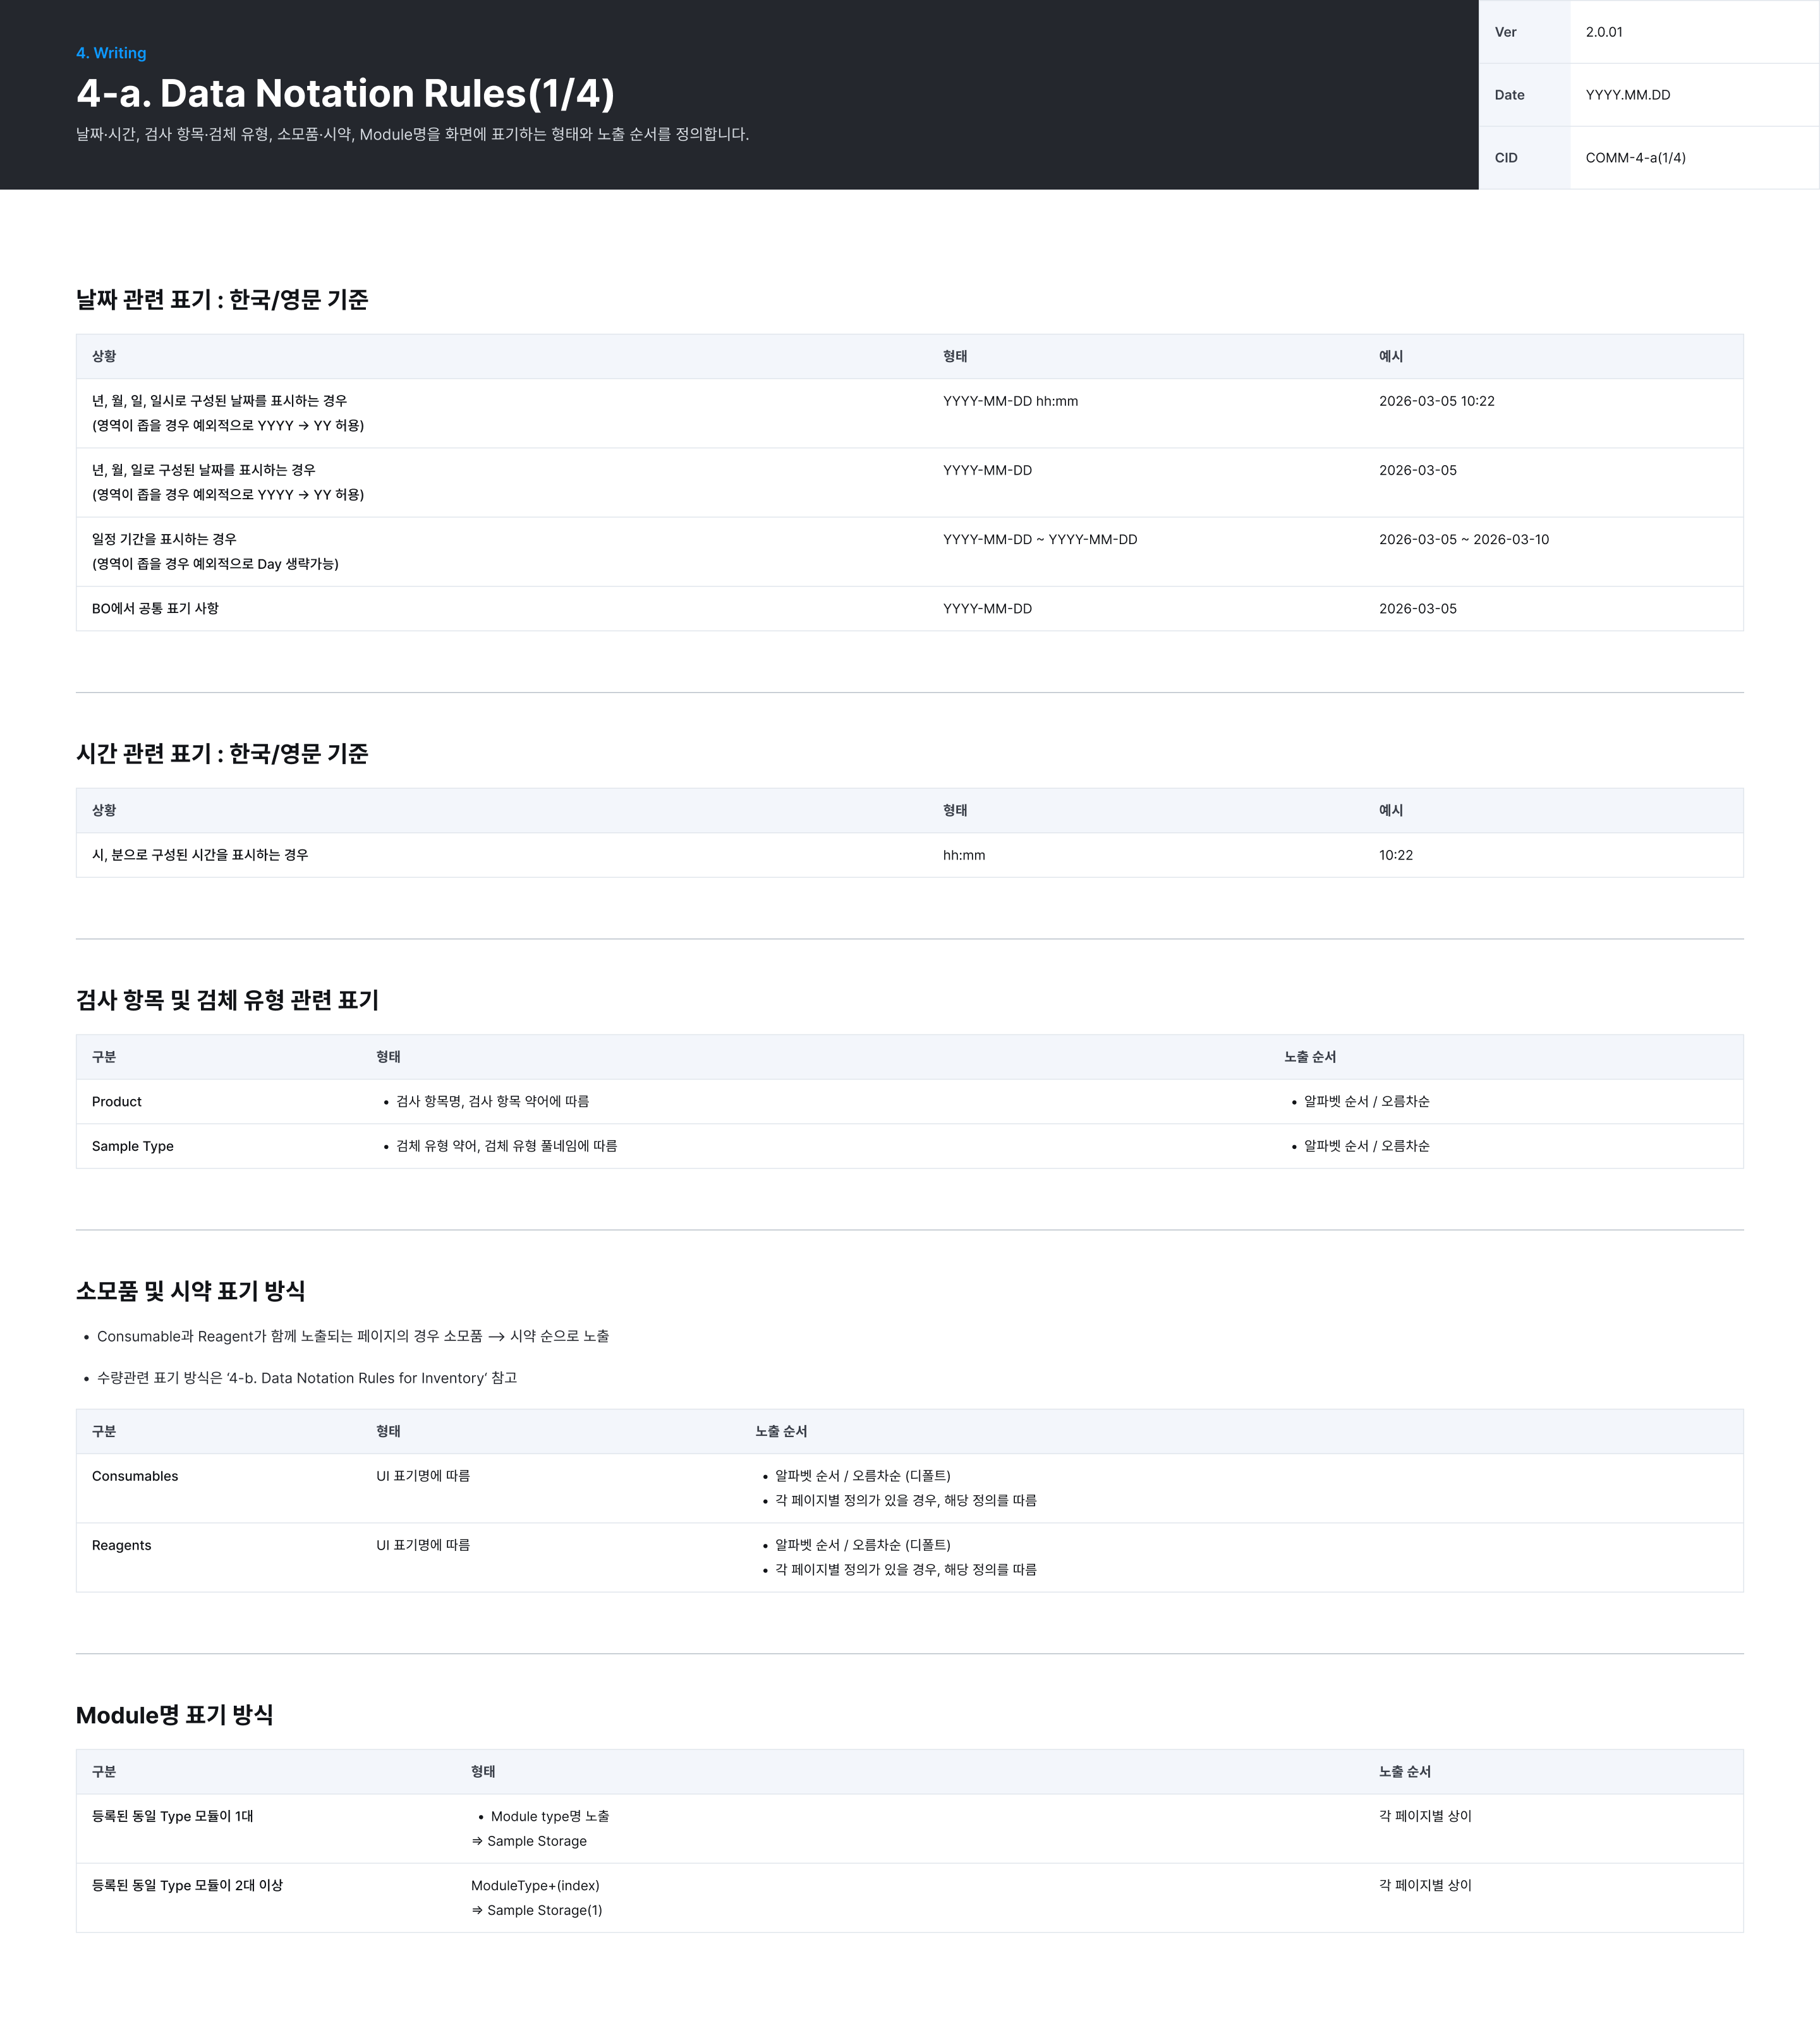 4. Writing
4-a. Data Notation Rules(1/4)
날짜·시간, 검사 항목·검체 유형, 소모품·시약, Module명을 화면에 표기하는 형태와 노출 순서를 정의합니다.
Ver 2.0.01
Date YYYY.MM.DD
CID COMM-4-a(1/4)
날짜 관련 표기 : 한국/영문 기준
상황 형태 예시
년, 월, 일, 일시로 구성된 날짜를 표시하는 경우 YYYY-MM-DD hh:mm 2026-03-05 10:22
(영역이 좁을 경우 예외적으로 YYYY → YY 허용)
년, 월, 일로 구성된 날짜를 표시하는 경우 YYYY-MM-DD 2026-03-05
(영역이 좁을 경우 예외적으로 YYYY → YY 허용)
일정 기간을 표시하는 경우 YYYY-MM-DD ~ YYYY-MM-DD 2026-03-05 ~ 2026-03-10
(영역이 좁을 경우 예외적으로 Day 생략가능)
BO에서 공통 표기 사항 YYYY-MM-DD 2026-03-05
시간 관련 표기 : 한국/영문 기준
상황 형태 예시
시, 분으로 구성된 시간을 표시하는 경우 hh:mm 10:22
검사 항목 및 검체 유형 관련 표기
구분 형태 노출 순서
Product • 검사 항목명, 검사 항목 약어에 따름 • 알파벳 순서 / 오름차순
Sample Type • 검체 유형 약어, 검체 유형 풀네임에 따름 • 알파벳 순서 / 오름차순
소모품 및 시약 표기 방식
• Consumable과 Reagent가 함께 노출되는 페이지의 경우 소모품 → 시약 순으로 노출
• 수량관련 표기 방식은 ‘4-b. Data Notation Rules for Inventory‘ 참고
구분 형태 노출 순서
Consumables UI 표기명에 따름 • 알파벳 순서 / 오름차순 (디폴트)
• 각 페이지별 정의가 있을 경우, 해당 정의를 따름
Reagents UI 표기명에 따름 • 알파벳 순서 / 오름차순 (디폴트)
• 각 페이지별 정의가 있을 경우, 해당 정의를 따름
Module명 표기 방식
구분 형태 노출 순서
등록된 동일 Type 모듈이 1대 • Module type명 노출 각 페이지별 상이
⇒ Sample Storage
등록된 동일 Type 모듈이 2대 이상 ModuleType+(index) 각 페이지별 상이
⇒ Sample Storage(1)